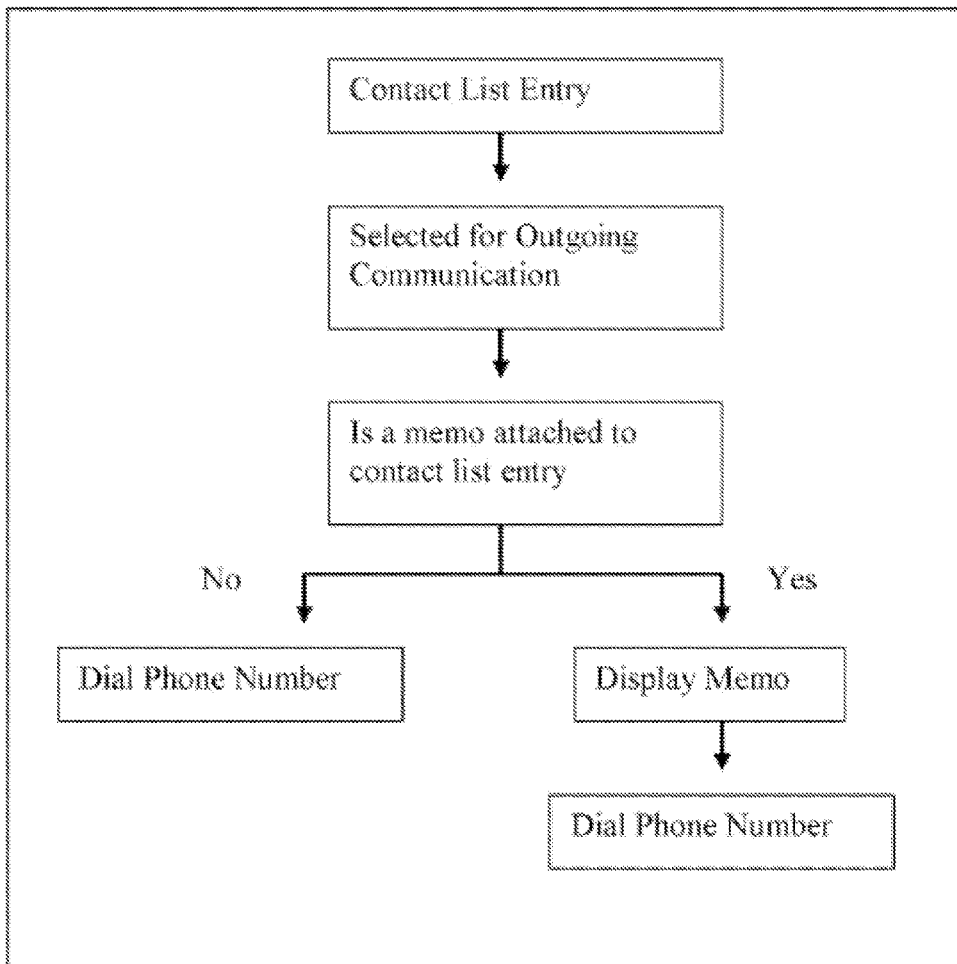 Contact List Entry
Selected for Outgoing
Communication
Is a memo attached to
contact list entry
No
Yes
Dial Phone Number
Display Memo
Dial Phone Number